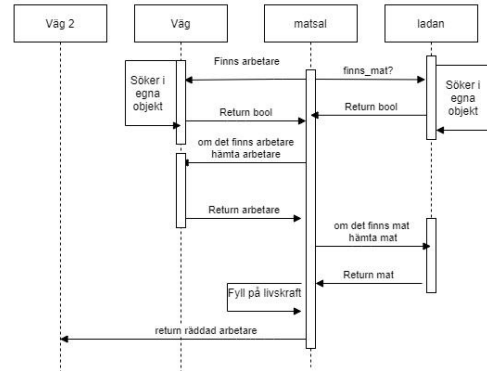 Väg 2
Väg
matsal
ladan
Finns arbetare
finns_mat?
Söker i
egna
objekt
Söker i
egna
objekt
Return bool
Return bool
om det finns arbetare
hämta arbetare
Return arbetare
om det finns mat
hämta mat
Return mat
Fyll på livskraft
return räddad arbetare